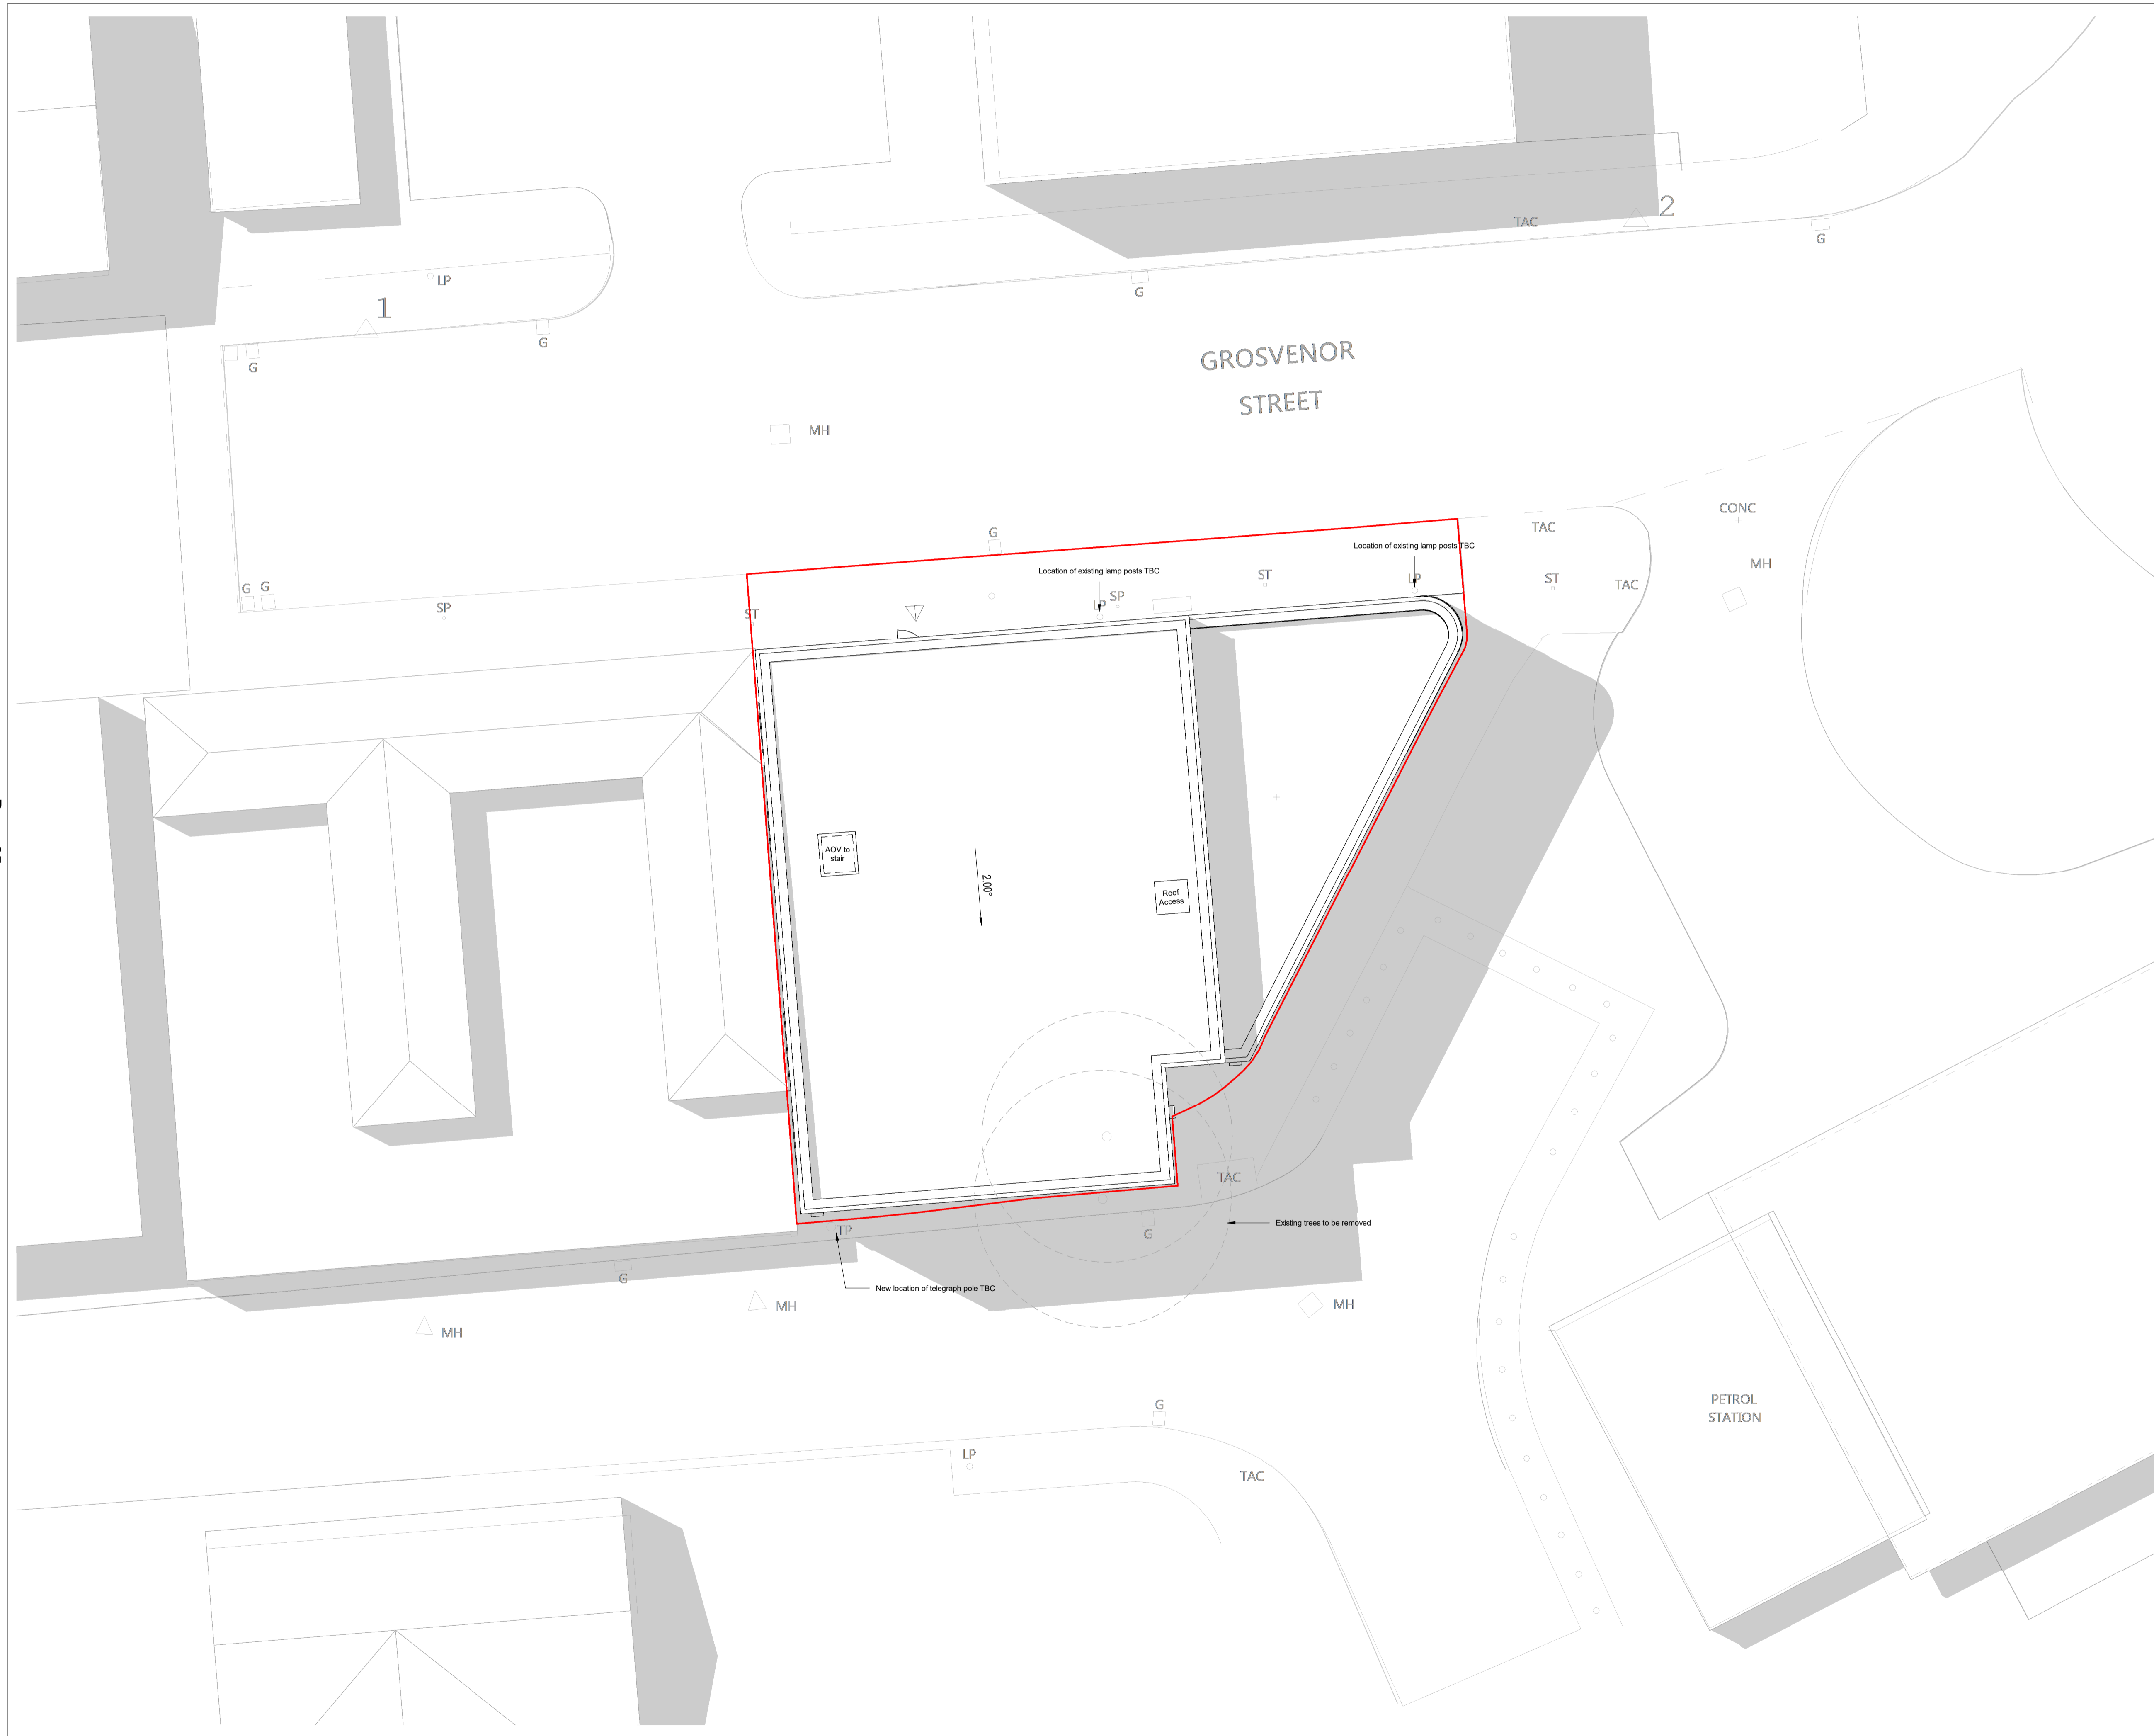 2
TAC
G
LP
G
1
G
G
GROSVENOR
STREET
MH
CONC
TAC
G
Location of existing lamp posts TBC
MH
Location of existing lamp posts TBC
ST
LP
ST
TAC
G G
SP
ST
LP
SP
AOV to
stair
2.00°
Roof
Access
TAC
Existing trees to be removed
TP
G
G
New location of telegraph pole TBC
MH
MH
MH
PETROL
STATION
G
LP
TAC